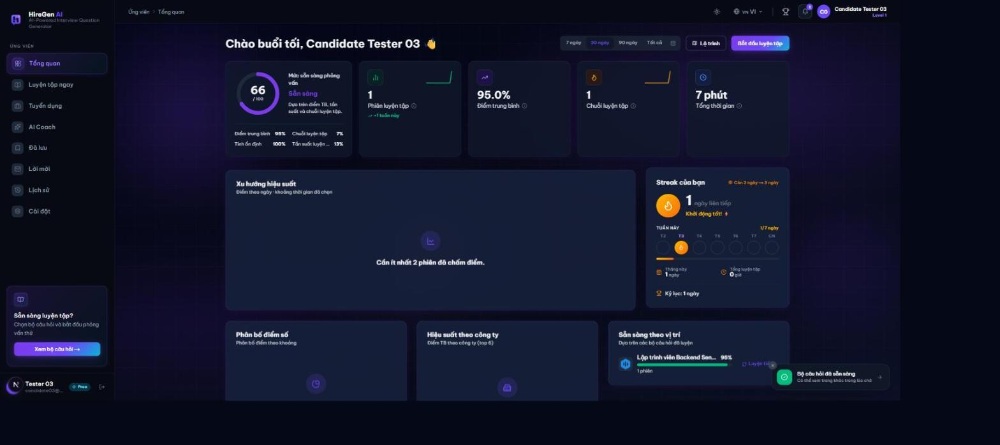 HireGen AI
AI-Powered Interview Question
Generator
ỨNG VIÊN
Tổng quan
Luyện tập ngay
Tuyển dụng
AI Coach
Đã lưu
Lời mời
Lịch sử
Cài đặt
Sẵn sàng luyện tập?
Chọn bộ câu hỏi và bắt đầu phỏng
vấn thử
Xem bộ câu hỏi →
N
Tester 03
candidate03@...
Free
Ứng viên > Tổng quan
VN VI
1
C0
Candidate Tester 03
Level 1
Chào buổi tối, Candidate Tester 03 👋
7 ngày 30 ngày 90 ngày Tất cả
Lộ trình
Bắt đầu luyện tập
66
/ 100
Mức sẵn sàng phỏng
vấn
Sẵn sàng
Dựa trên điểm TB, tần
suất và chuỗi luyện tập.
Điểm trung bình 95% Chuỗi luyện tập 7%
Tính ổn định 100% Tần suất luyện ... 13%
1
Phiên luyện tập
+1 tuần này
95.0%
Điểm trung bình
1
Chuỗi luyện tập
7 phút
Tổng thời gian
Xu hướng hiệu suất
Điểm theo ngày · khoảng thời gian đã chọn
Cần ít nhất 2 phiên đã chấm điểm.
Streak của bạn
Còn 2 ngày → 3 ngày
1 ngày liên tiếp
Khởi động tốt!
TUẦN NÀY 1/7 ngày
T2 T3 T4 T5 T6 T7 CN
Tháng này
1 ngày
Tổng luyện tập
0 giờ
Kỷ lục: 1 ngày
Phân bố điểm số
Phân bố điểm theo khoảng
Hiệu suất theo công ty
Điểm TB theo công ty (top 6)
Sẵn sàng theo vị trí
Dựa trên các bộ câu hỏi đã luyện
Lập trình viên Backend Sen... 95%
1 phiên
Luyện
Bộ câu hỏi đã sẵn sàng
Có thể xem trang khác trong lúc chờ